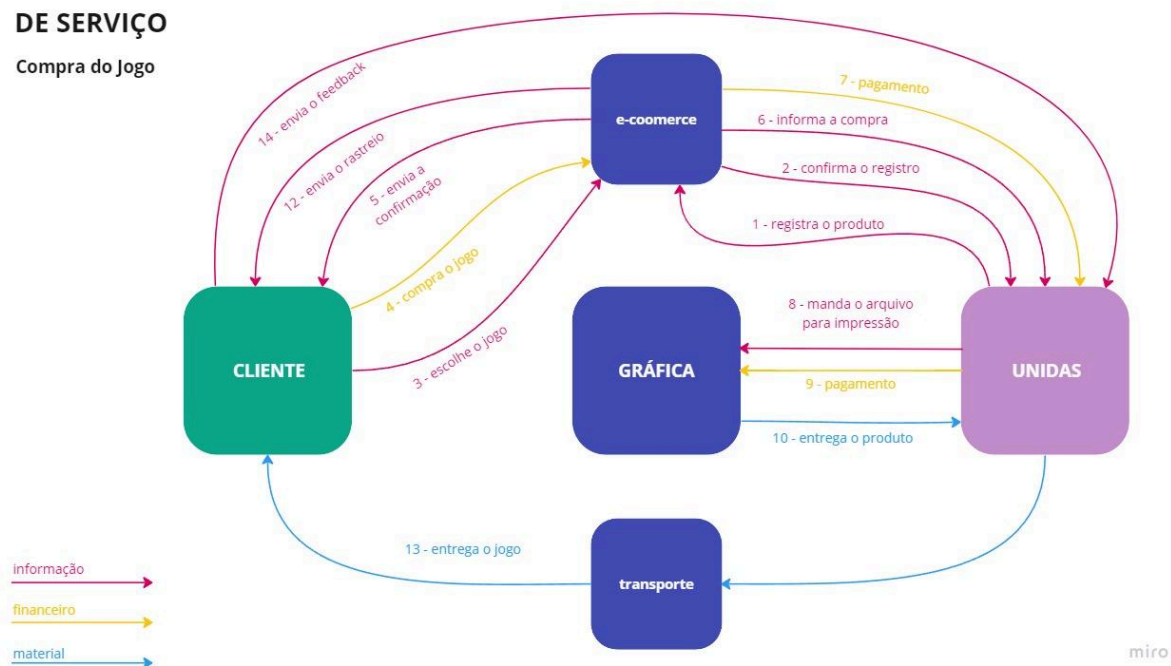 DE SERVIÇO
Compra do Jogo
14 - envia o feedback
12 - envia o rastreio
5 - envia a
confirmação
4 - compra o jogo
3 - escolhe o jogo
e-coomerce
7 - pagamento
6 - informa a compra
2 - confirma o registro
1 - registra o produto
CLIENTE
GRÁFICA
UNIDAS
8 - manda o arquivo
para impressão
9 - pagamento
10 - entrega o produto
13 - entrega o jogo
transporte
informação
financeiro
material
miro